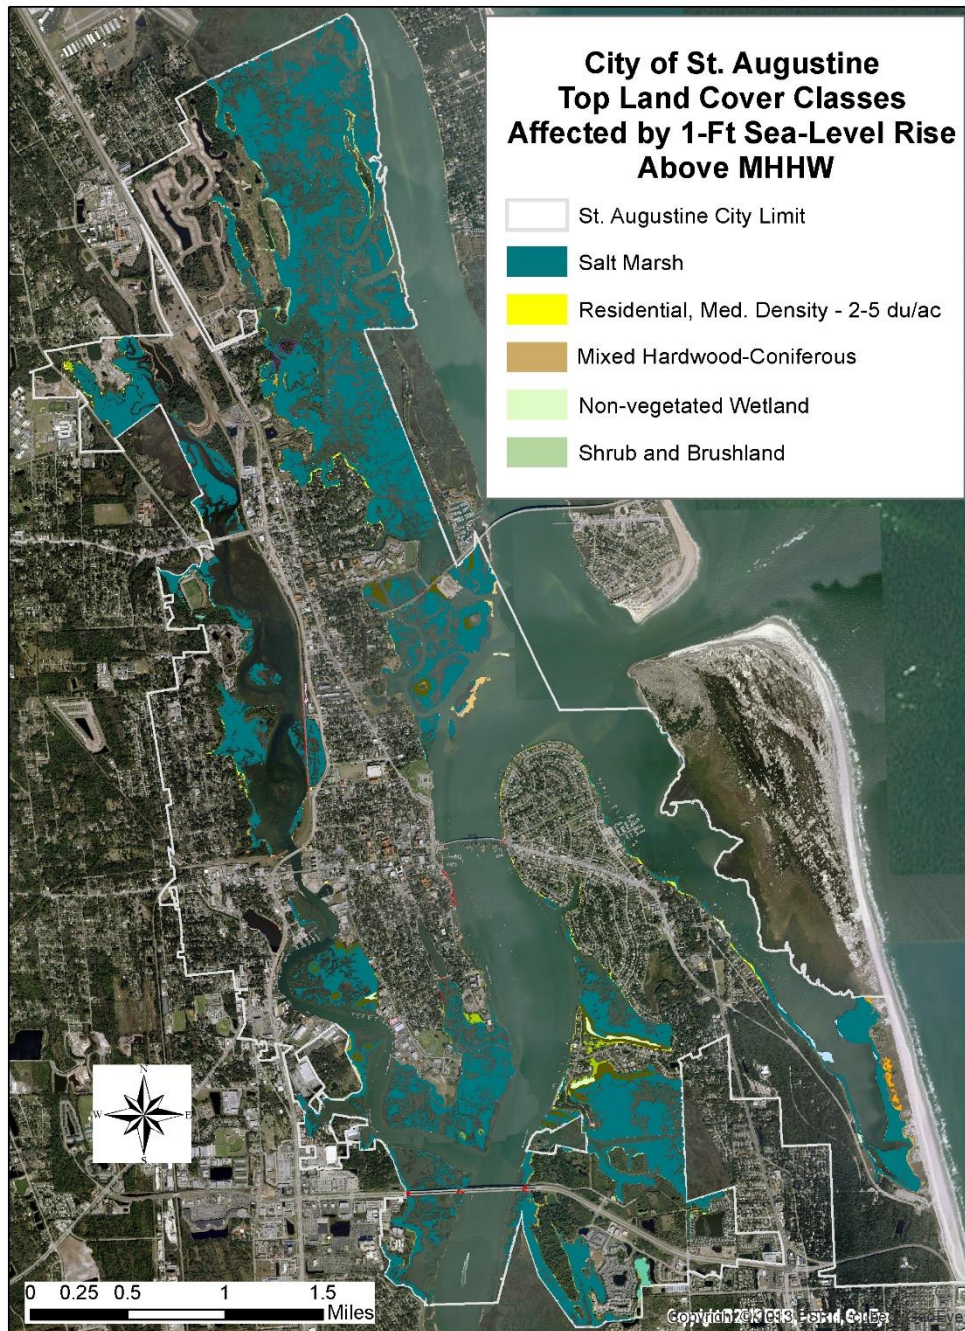 City of St. Augustine
Top Land Cover Classes
Affected by 1-Ft Sea-Level Rise
Above MHHW
St. Augustine City Limit
Salt Marsh
Residential, Med. Density - 2-5 du/ac
Mixed Hardwood-Coniferous
Non-vegetated Wetland
Shrub and Brushland
N
W E
S
0 0.25 0.5 1 1.5
Miles